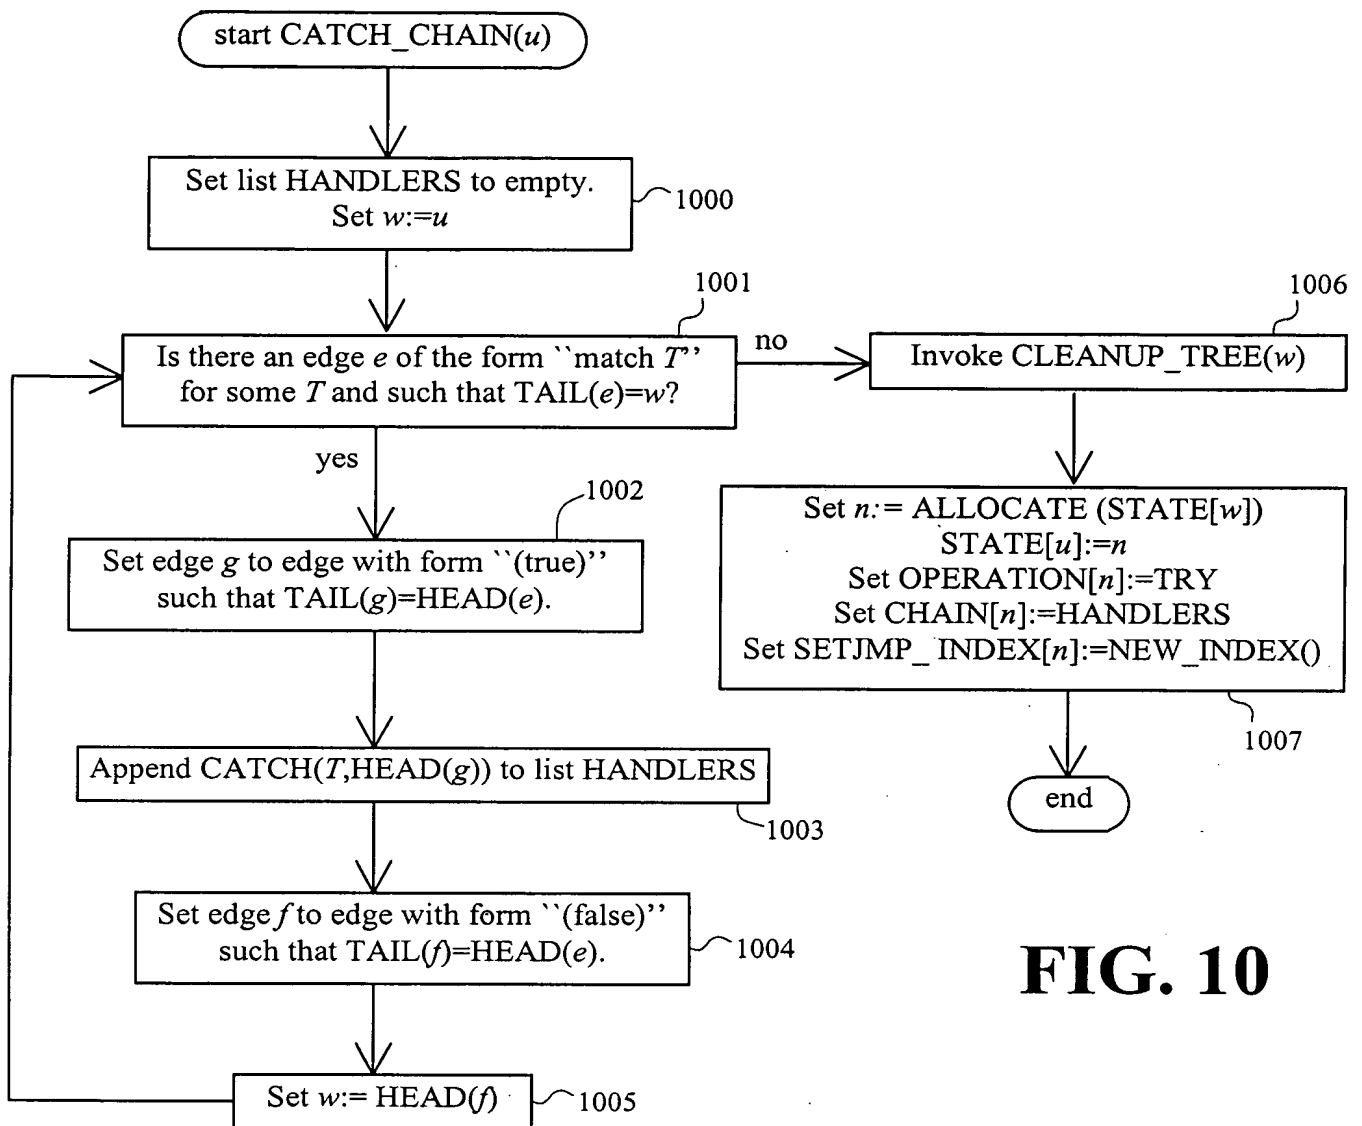 start CATCH_CHAIN(u)
Set list HANDLERS to empty.
Set w:=u
1000
1001
Is there an edge e of the form ``match T''
for some T and such that TAIL(e)=w?
no
1006
Invoke CLEANUP_TREE(w)
yes
1002
Set edge g to edge with form ``(true)''
such that TAIL(g)=HEAD(e).
Set n:= ALLOCATE (STATE[w])
STATE[u]:=n
Set OPERATION[n]:=TRY
Set CHAIN[n]:=HANDLERS
Set SETJMP_ INDEX[n]:=NEW_INDEX()
1007
Append CATCH(T,HEAD(g)) to list HANDLERS
1003
end
Set edge f to edge with form ``(false)''
such that TAIL(f)=HEAD(e).
1004
FIG. 10
Set w:= HEAD(f)
1005